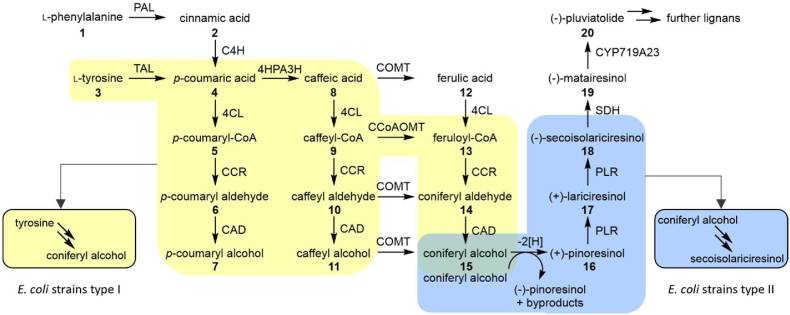 L-phenylalanine PAL cinnamic acid
1 2
C4H
L-tyrosine TAL p-coumaric acid 4HPA3H caffeic acid COMT ferulic acid
3 4 8 12
4CL 4CL 4CL
p-coumaryl-CoA caffeyl-CoA CCoAOMT feruloyl-CoA
5 9 13
CCR CCR CCR
p-coumaryl aldehyde caffeyl aldehyde COMT coniferyl aldehyde
6 10 14
CAD CAD CAD
p-coumaryl alcohol caffeyl alcohol COMT coniferyl alcohol
7 11 15
coniferyl alcohol
-2[H]
(+)-pinoresinol
16
(-)-pinoresinol
+ byproducts
PLR
(+)-lariciresinol
17
PLR
(-)-secoisolariciresinol
18
SDH
(-)-matairesinol
19
CYP719A23
(-)-pluviatolide further lignans
20
tyrosine
coniferyl alcohol
E. coli strains type I
coniferyl alcohol
secoisolariciresinol
E. coli strains type II